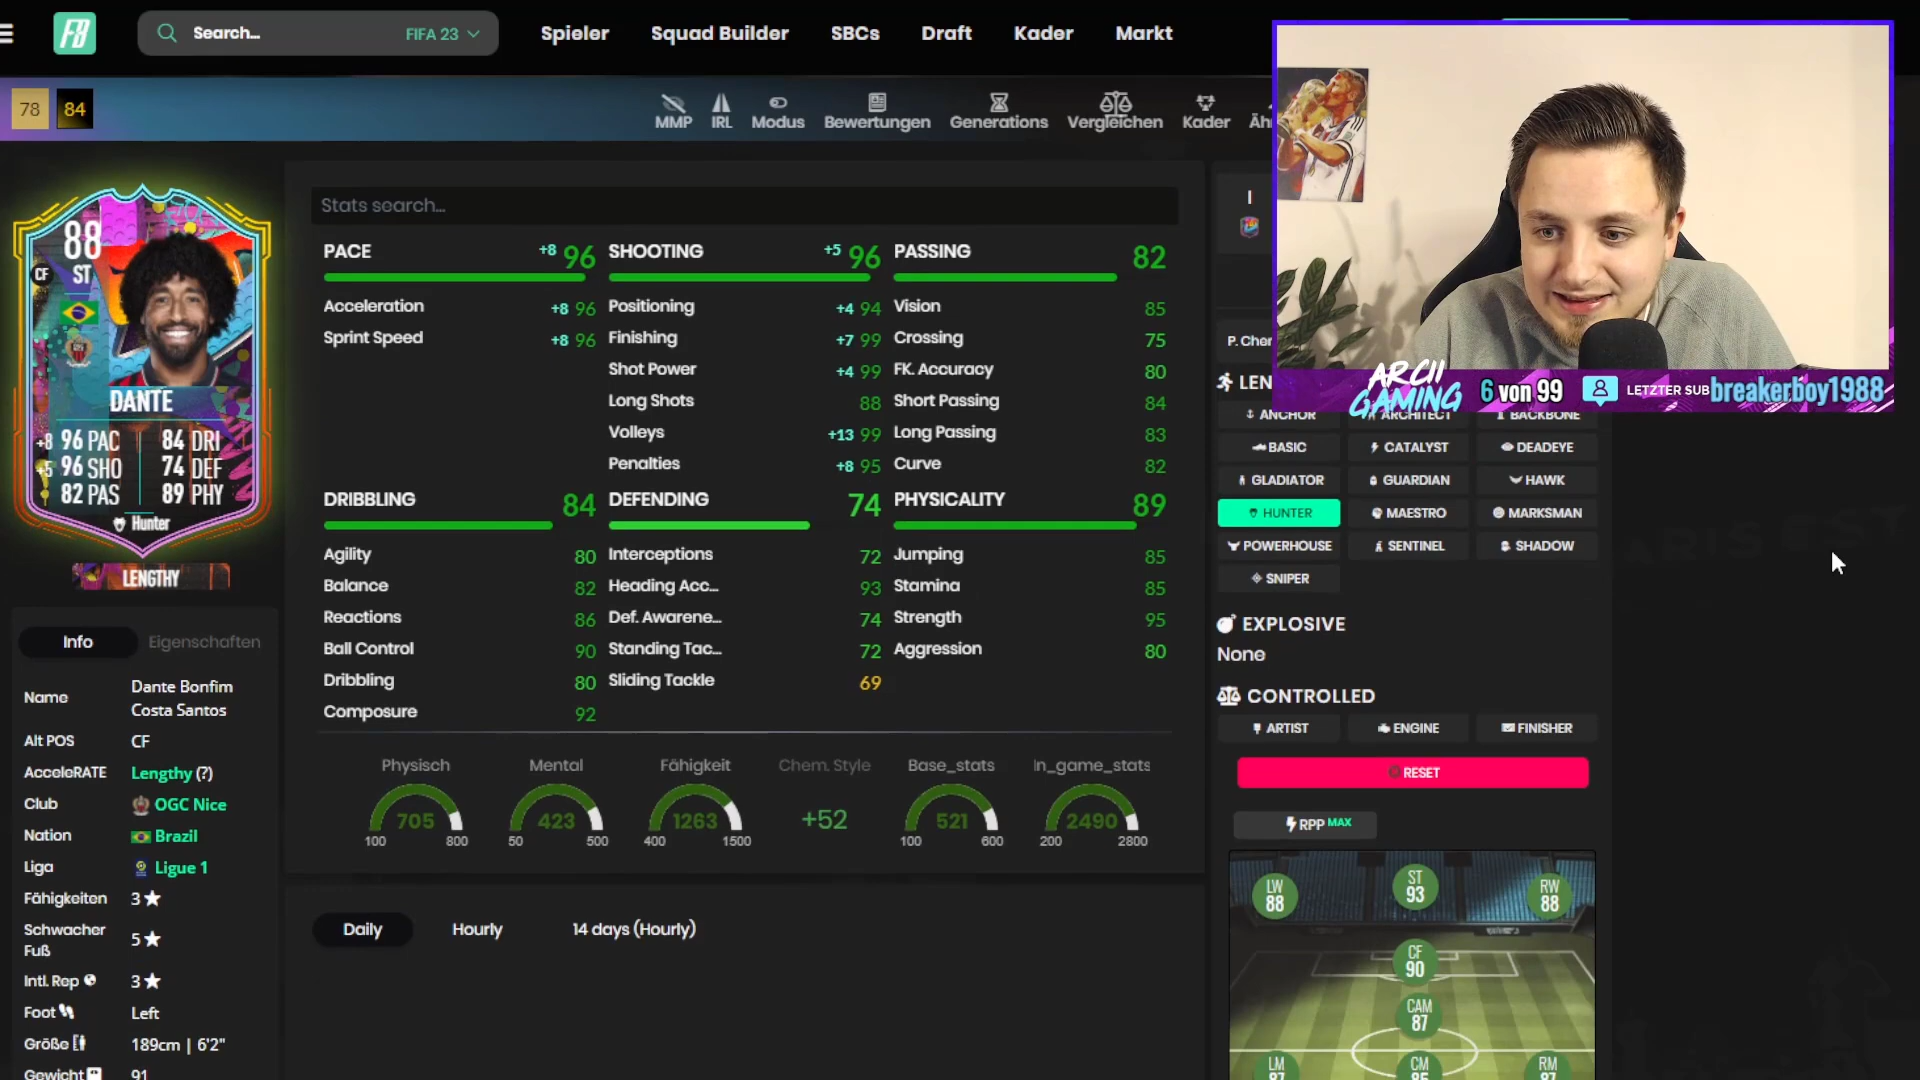 F8
Search...
FIFA 23
Spieler
Squad Builder
SBCs
Draft
Kader
Markt
78
84
MMP
IRL
Modus
Bewertungen
Generations
Vergleichen
Kader
88
CF
ST
DANTE
+8 96 PAC
84 DRI
+5 96 SHO
74 DEF
82 PAS
89 PHY
Hunter
LENGTHY
Info
Eigenschaften
Name
Dante Bonfim
Costa Santos
Alt POS
CF
AcceleRATE
Lengthy (?)
Club
OGC Nice
Nation
Brazil
Liga
Ligue 1
Fähigkeiten
3
Schwacher
Fuß
5
Intl. Rep
3
Foot
Left
Größe
189cm | 6'2"
Gewicht
91
Stats search...
PACE
+8 96
Acceleration
+8 96
Sprint Speed
+8 96
SHOOTING
+5 96
Positioning
+4 94
Finishing
+7 99
Shot Power
+4 99
Long Shots
88
Volleys
+13 99
Penalties
+8 95
PASSING
82
Vision
85
Crossing
75
FK. Accuracy
80
Short Passing
84
Long Passing
83
Curve
82
DRIBBLING
84
Agility
80
Balance
82
Reactions
86
Ball Control
90
Dribbling
80
Composure
92
DEFENDING
74
Interceptions
72
Heading Acc...
93
Def. Awarene...
74
Standing Tac...
72
Sliding Tackle
69
PHYSICALITY
89
Jumping
85
Stamina
85
Strength
95
Aggression
80
Physisch
705
100
800
Mental
423
50
500
Fähigkeit
1263
400
1500
Chem. Style
+52
Base_stats
521
100
600
In_game_stats
2490
200
2800
Daily
Hourly
14 days (Hourly)
P. Cher
LEN
ARCII
GAMING
6 von 99
LETZTER SUB
breakerboy1988
ANCHOR
ARCHITECT
BACKBONE
BASIC
CATALYST
DEADEYE
GLADIATOR
GUARDIAN
HAWK
HUNTER
MAESTRO
MARKSMAN
POWERHOUSE
SENTINEL
SHADOW
SNIPER
EXPLOSIVE
None
CONTROLLED
ARTIST
ENGINE
FINISHER
RESET
RPP MAX
LW
88
ST
93
RW
88
CF
90
CAM
87
LM
87
CM
85
RM
87